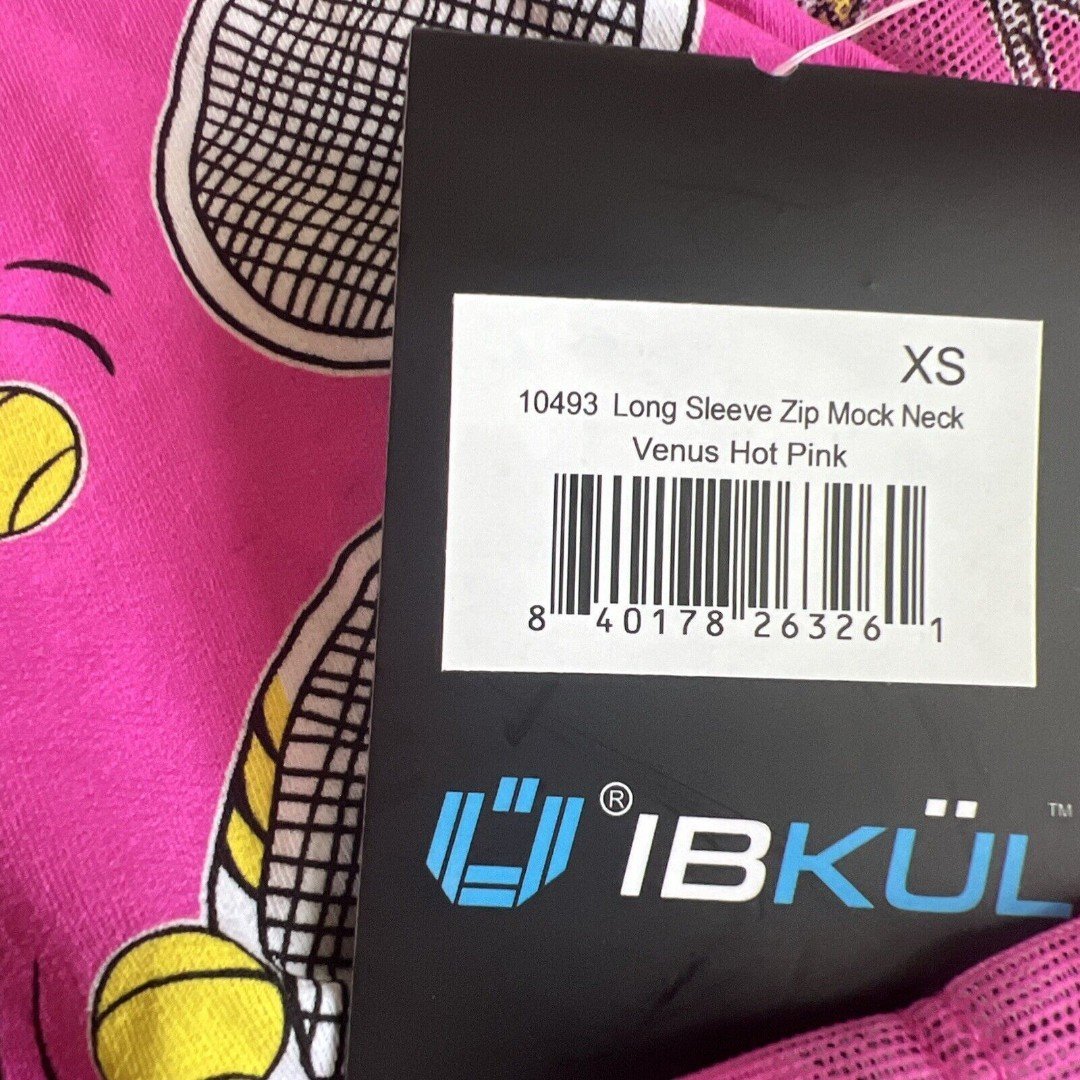 XS
10493 Long Sleeve Zip Mock Neck
Venus Hot Pink
8 40178 26326 1
® IBKÜL ™